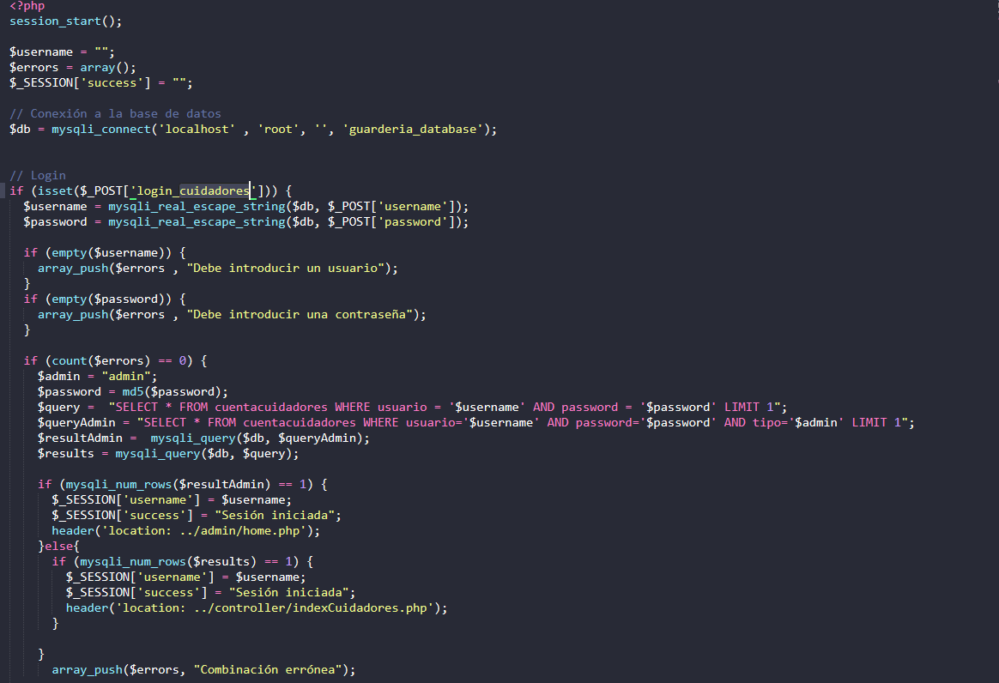 <?php
session_start();
$username = "";
$errors = array();
$_SESSION['success'] = "";
// Conexión a la base de datos
$db = mysqli_connect('localhost' , 'root', '', 'guarderia_database');
// Login
if (isset($_POST['login_cuidadores'])) {
$username = mysqli_real_escape_string($db, $_POST['username']);
$password = mysqli_real_escape_string($db, $_POST['password']);
if (empty($username)) {
array_push($errors , "Debe introducir un usuario");
}
if (empty($password)) {
array_push($errors , "Debe introducir una contraseña");
}
if (count($errors) == 0) {
$admin = "admin";
$password = md5($password);
$query =  "SELECT * FROM cuentacuidadores WHERE usuario = '$username' AND password = '$password' LIMIT 1";
$queryAdmin = "SELECT * FROM cuentacuidadores WHERE usuario='$username' AND password='$password' AND tipo='$admin' LIMIT 1";
$resultAdmin =  mysqli_query($db, $queryAdmin);
$results = mysqli_query($db, $query);
if (mysqli_num_rows($resultAdmin) == 1) {
$_SESSION['username'] = $username;
$_SESSION['success'] = "Sesión iniciada";
header('location: ../admin/home.php');
}else{
if (mysqli_num_rows($results) == 1) {
$_SESSION['username'] = $username;
$_SESSION['success'] = "Sesión iniciada";
header('location: ../controller/indexCuidadores.php');
}
}
array_push($errors, "Combinación errónea");